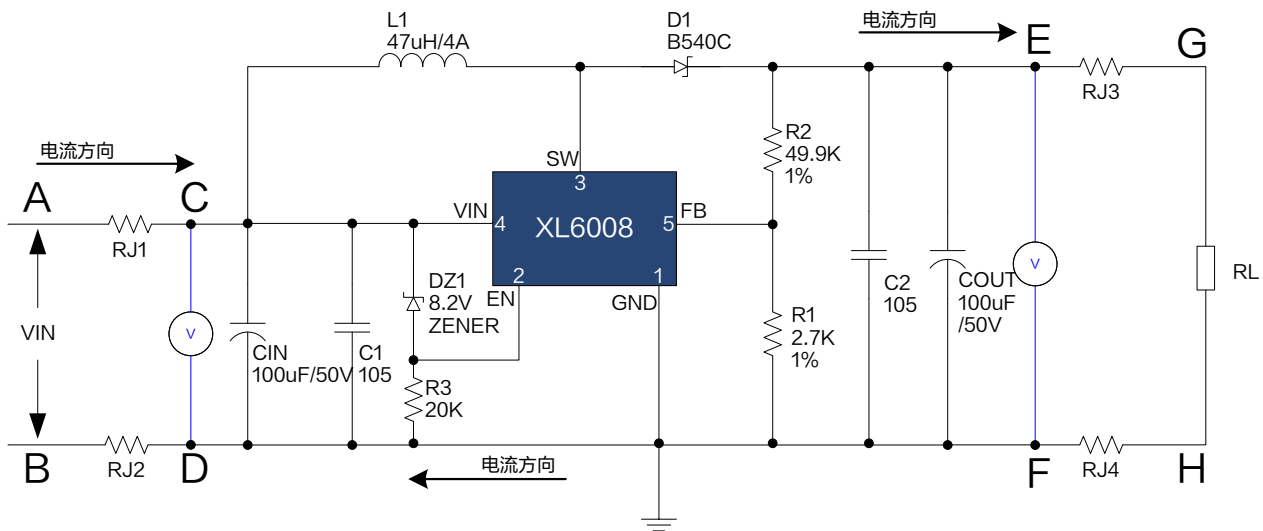 L1
47uH/4A
D1
B540C
电流方向
E
G
RJ3
电流方向
SW
3
R2
49.9K
1%
A
C
RJ1
VIN
4
XL6008
5
FB
2
1
EN
GND
DZ1
8.2V
ZENER
V
VIN
V
CIN
100uF/50V
C1
105
R3
20K
R1
2.7K
1%
C2
105
COUT
100uF
/50V
RL
B
RJ2
D
电流方向
F
RJ4
H